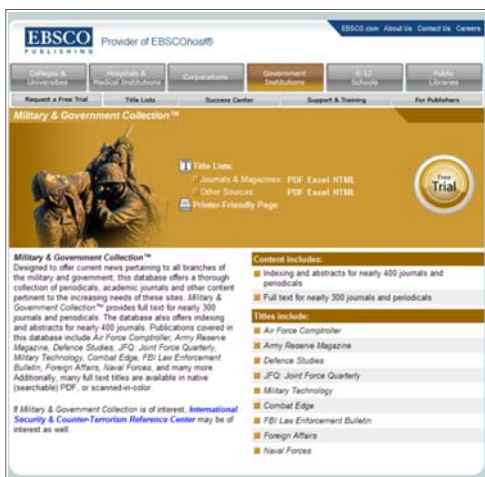 EBSCO.com About Us Contact Us Careers
EBSCO
PUBLISHING
Provider of EBSCOhost®
Colleges &
Universities
Hospitals &
Medical Institutions
Corporations
Government
Institutions
K-12
Schools
Public
Libraries
Request a Free Trial
Title Lists
Success Center
Support & Training
For Publishers
Military & Government Collection™
Title Lists:
Journals & Magazines PDF Excel HTML
Other Sources PDF Excel HTML
Printer-Friendly Page
Free
Trial
Military & Government Collection™
Designed to offer current news pertaining to all branches of
the military and government, this database offers a thorough
collection of periodicals, academic journals and other content
pertinent to the increasing needs of these sites. Military &
Government Collection™ provides full text for nearly 300
journals and periodicals. The database also offers indexing
and abstracts for nearly 400 journals. Publications covered in
this database include Air Force Comptroller, Army Reserve
Magazine, Defence Studies, JFQ: Joint Force Quarterly,
Military Technology, Combat Edge, FBI Law Enforcement
Bulletin, Foreign Affairs, Naval Forces, and many more.
Additionally, many full text titles are available in native
(searchable) PDF, or scanned-in-color.
If Military & Government Collection is of interest, International
Security & Counter-Terrorism Reference Center may be of
interest as well.
Content includes:
Indexing and abstracts for nearly 400 journals and
periodicals
Full text for nearly 300 journals and periodicals
Titles include:
Air Force Comptroller
Army Reserve Magazine
Defence Studies
JFQ: Joint Force Quarterly
Military Technology
Combat Edge
FBI Law Enforcement Bulletin
Foreign Affairs
Naval Forces